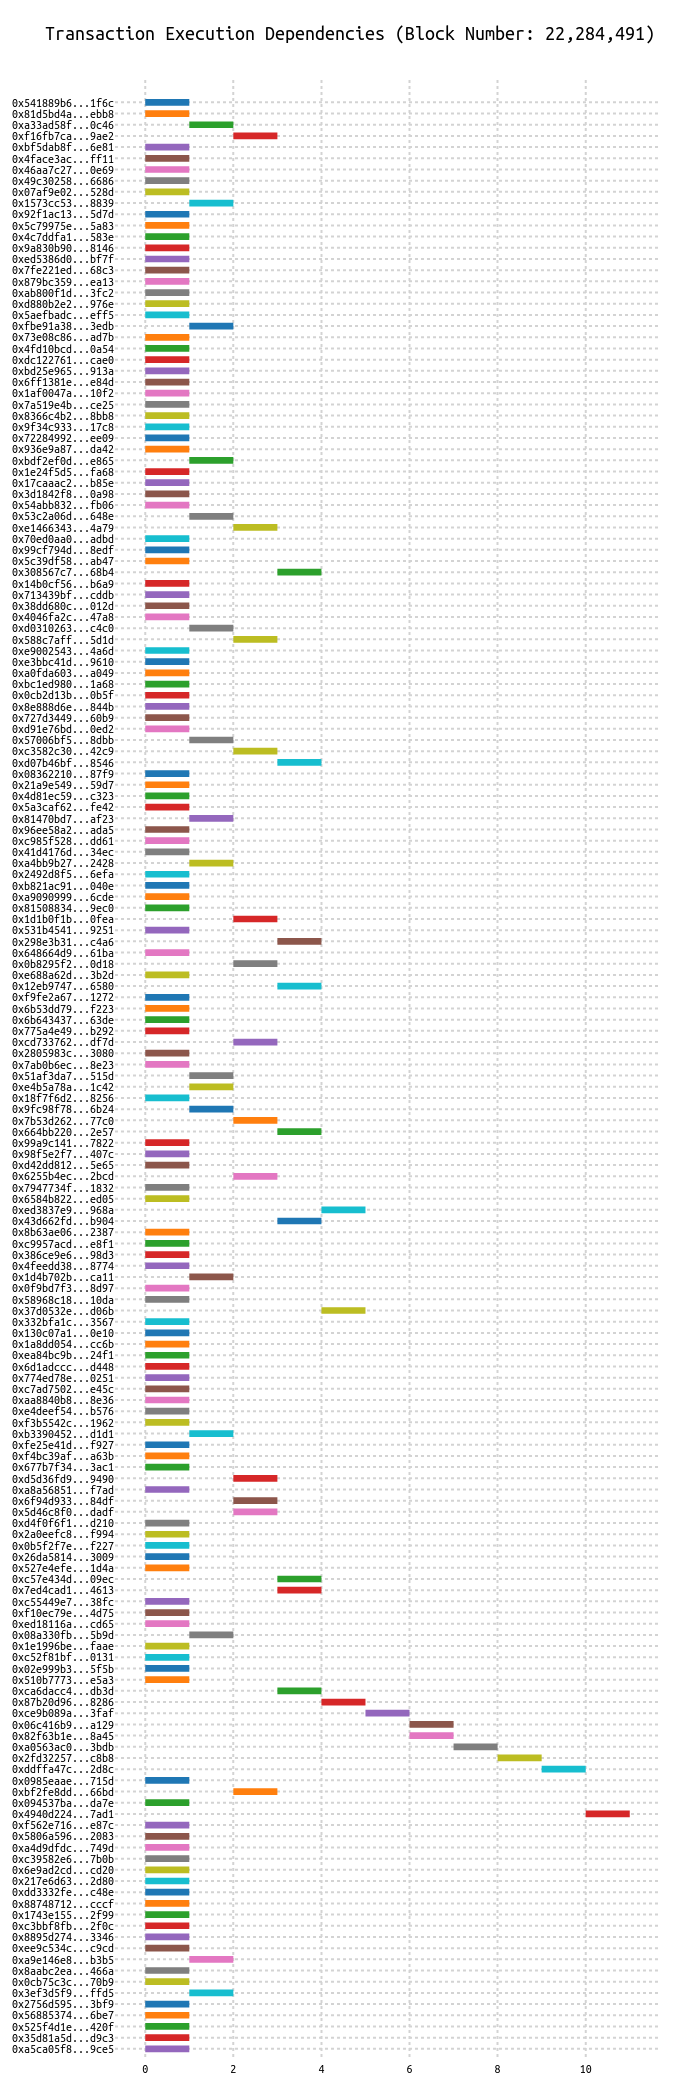 Transaction Execution Dependencies (Block Number: 22,284,491)
0x541889b6...1f6c
0x81d5bd4a...ebb8
0xa33ad58f...0c46
0xf16fb7ca...9ae2
0xbf5dab8f...6e81
0x4face3ac...ff11
0x46aa7c27...0e69
0x49c30258...6686
0x07af9e02...528d
0x1573cc53...8839
0x92f1ac13...5d7d
0x5c79975e...5a83
0x4c7ddfa1...583e
0x9a830b90...8146
0xed5386d0...bf7f
0x7fe221ed...68c3
0x879bc359...ea13
0xab800f1d...3fc2
0xd880b2e2...976e
0x5aefbadc...eff5
0xfbe91a38...3edb
0x73e08c86...ad7b
0x4fd10bcd...0a54
0xdc122761...cae0
0xbd25e965...913a
0x6ff1381e...e84d
0x1af0047a...10f2
0x7a519e4b...ce25
0x8366c4b2...8bb8
0x9f34c933...17c8
0x72284992...ee09
0x936e9a87...da42
0xbdf2ef0d...e865
0x1e24f5d5...fa68
0x17caaac2...b85e
0x3d1842f8...0a98
0x54abb832...fb06
0x53c2a06d...648e
0xe1466343...4a79
0x70ed0aa0...adbd
0x99cf794d...8edf
0x5c39df58...ab47
0x308567c7...68b4
0x14b0cf56...b6a9
0x713439bf...cddb
0x38dd680c...012d
0x4046fa2c...47a8
0xd0310263...c4c0
0x588c7aff...5d1d
0xe9002543...4a6d
0xe3bbc41d...9610
0xa0fda603...a049
0xbc1ed980...1a68
0x0cb2d13b...0b5f
0x8e888d6e...844b
0x727d3449...60b9
0xd91e76bd...0ed2
0x57006bf5...8dbb
0xc3582c30...42c9
0xd07b46bf...8546
0x08362210...87f9
0x21a9e549...59d7
0x4d81ec59...c323
0x5a3caf62...fe42
0x81470bd7...af23
0x96ee58a2...ada5
0xc985f528...dd61
0x41d4176d...34ec
0xa4bb9b27...2428
0x2492d8f5...6efa
0xb821ac91...040e
0xa9090999...6cde
0x81508834...9ec0
0x1d1b0f1b...0fea
0x531b4541...9251
0x298e3b31...c4a6
0x648664d9...61ba
0x0b8295f2...0d18
0xe688a62d...3b2d
0x12eb9747...6580
0xf9fe2a67...1272
0x6b53dd79...f223
0x6b643437...63de
0x775a4e49...b292
0xcd733762...df7d
0x2805983c...3080
0x7ab0b6ec...8e23
0x51af3da7...515d
0xe4b5a78a...1c42
0x18f7f6d2...8256
0x9fc98f78...6b24
0x7b53d262...77c0
0x664bb220...2e57
0x99a9c141...7822
0x98f5e2f7...407c
0xd42dd812...5e65
0x6255b4ec...2bcd
0x7947734f...1832
0x6584b822...ed05
0xed3837e9...968a
0x43d662fd...b904
0x8b63ae06...2387
0xc9957acd...e8f1
0x386ce9e6...98d3
0x4feedd38...8774
0x1d4b702b...ca11
0x0f9bd7f3...8d97
0x58968c18...10da
0x37d0532e...d06b
0x332bfa1c...3567
0x130c07a1...0e10
0x1a8dd054...cc6b
0xea84bc9b...24f1
0x6d1adccc...d448
0x774ed78e...0251
0xc7ad7502...e45c
0xaa8840b8...8e36
0xe4deef54...b576
0xf3b5542c...1962
0xb3390452...d1d1
0xfe25e41d...f927
0xf4bc39af...a63b
0x677b7f34...3ac1
0xd5d36fd9...9490
0xa8a56851...f7ad
0x6f94d933...84df
0x5d46c8f0...dadf
0xd4f0f6f1...d210
0x2a0eefc8...f994
0x0b5f2f7e...f227
0x26da5814...3009
0x527e4efe...1d4a
0xc57e434d...09ec
0x7ed4cad1...4613
0xc55449e7...38fc
0xf10ec79e...4d75
0xed18116a...cd65
0x08a330fb...5b9d
0x1e1996be...faae
0xc52f81bf...0131
0x02e999b3...5f5b
0x510b7773...e5a3
0xca6dacc4...db3d
0x87b20d96...8286
0xce9b089a...3faf
0x06c416b9...a129
0x82f63b1e...8a45
0xa0563ac0...3bdb
0x2fd32257...c8b8
0xddffa47c...2d8c
0x0985eaae...715d
0xbf2fe8dd...66bd
0x094537ba...da7e
0x4940d224...7ad1
0xf562e716...e87c
0x5806a596...2083
0xa4d9dfdc...749d
0xc39582e6...7b0b
0x6e9ad2cd...cd20
0x217e6d63...2d80
0xdd3332fe...c48e
0x88748712...cccf
0x1743e155...2f99
0xc3bbf8fb...2f0c
0x8895d274...3346
0xee9c534c...c9cd
0xa9e146e8...b3b5
0x8aabc2ea...466a
0x0cb75c3c...70b9
0x3ef3d5f9...ffd5
0x2756d595...3bf9
0x56885374...6be7
0x525f4d1e...420f
0x35d81a5d...d9c3
0xa5ca05f8...9ce5
0 2 4 6 8 10